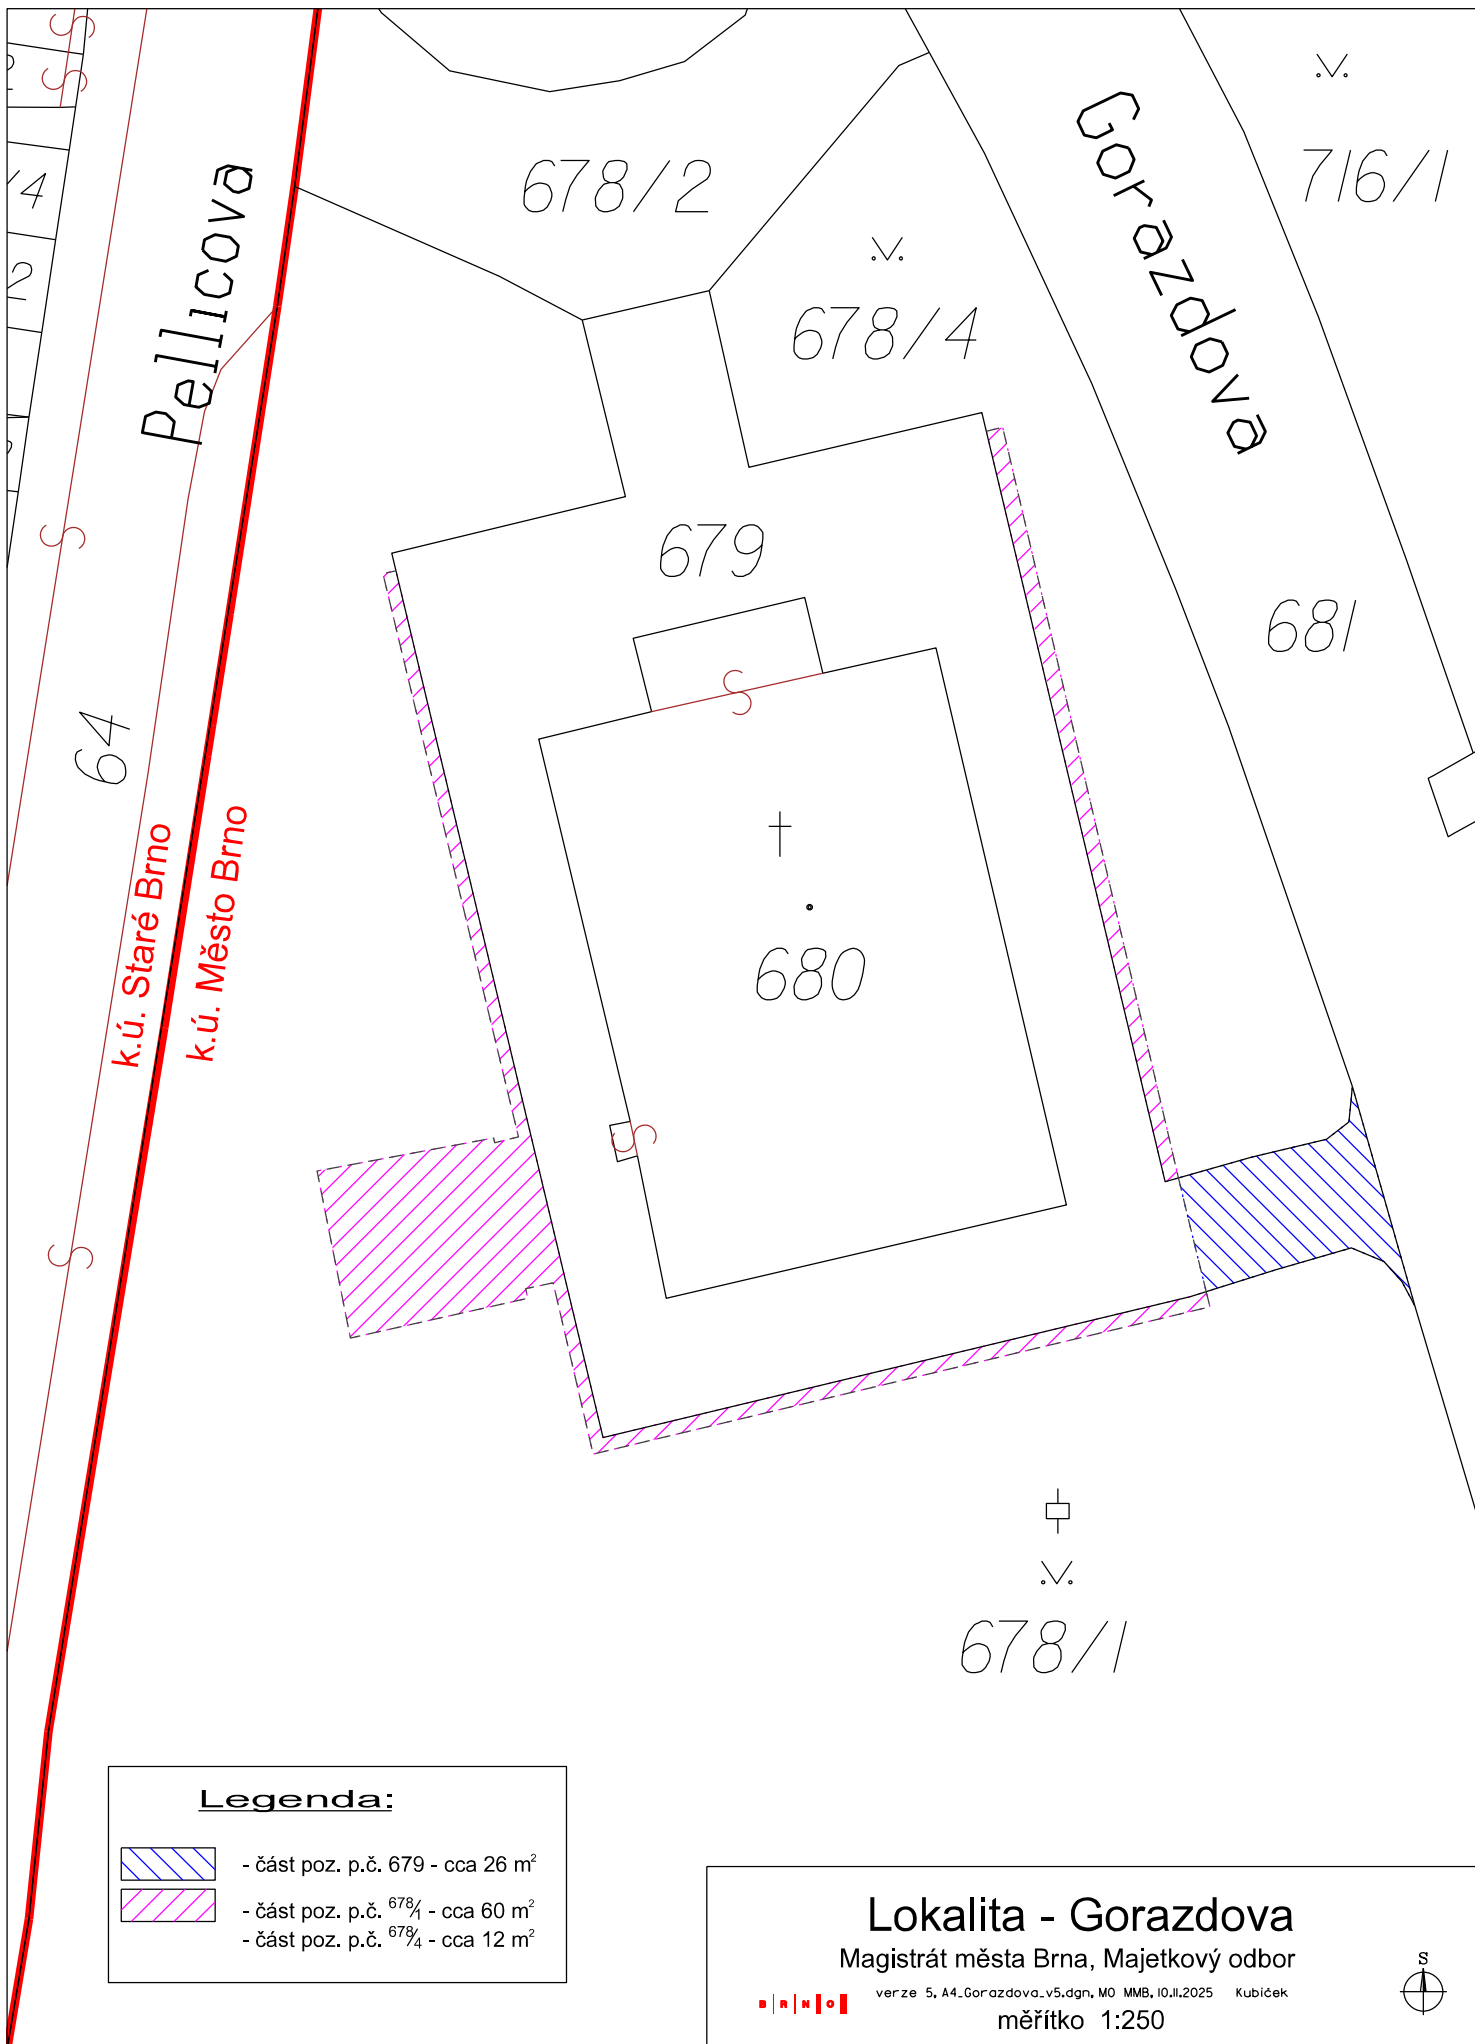 Pellicova
Gorazdova
678/2
716/1
678/4
/4
2
679
681
64
680
k.ú. Staré Brno
k.ú. Město Brno
678/1
Legenda:
- část poz. p.č. 679 - cca 26 m²
- část poz. p.č. 678/1 - cca 60 m²
- část poz. p.č. 678/4 - cca 12 m²
Lokalita - Gorazdova
Magistrát města Brna, Majetkový odbor
BRNO
verze 5, A4_Gorazdova_v5.dgn, MO MMB, 10.11.2025 Kubíček
měřítko 1:250
S